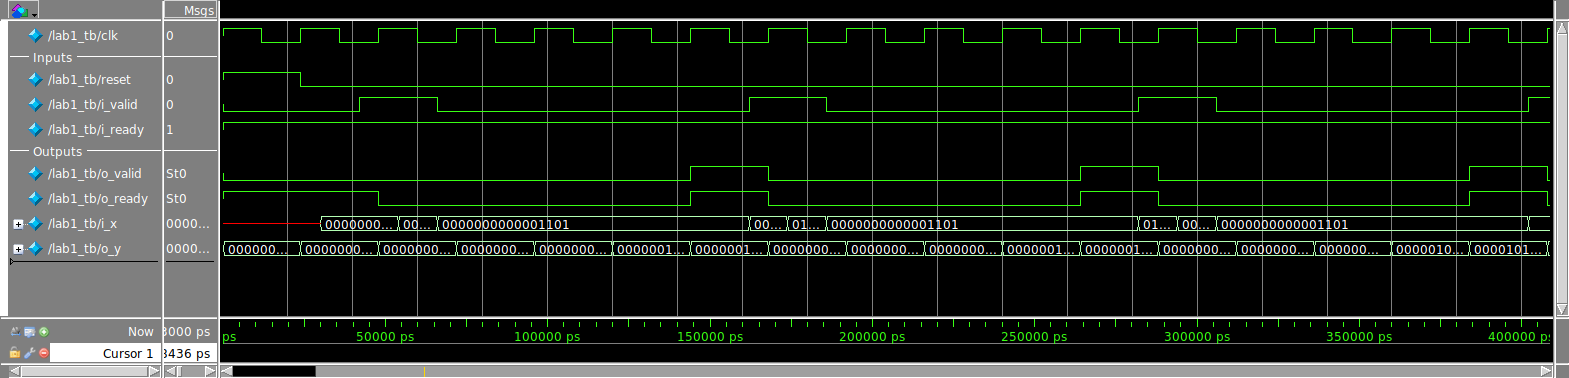 Msgs
/lab1_tb/clk 0
Inputs
/lab1_tb/reset 0
/lab1_tb/i_valid 0
/lab1_tb/i_ready 1
Outputs
/lab1_tb/o_valid St0
/lab1_tb/o_ready St0
/lab1_tb/i_x 0000... 0000000... 00... 0000000000001101 00... 01... 0000000000001101 01... 00... 0000000000001101
/lab1_tb/o_y 0000... 000000... 0000000... 0000000... 0000000... 0000000... 0000001... 0000001... 0000000... 0000000... 0000000... 0000001... 0000001... 0000000... 0000000... 000000... 0000010... 0000101...
Now 3000 ps ps 50000 ps 100000 ps 150000 ps 200000 ps 250000 ps 300000 ps 350000 ps 400000 p
Cursor 1 3436 ps